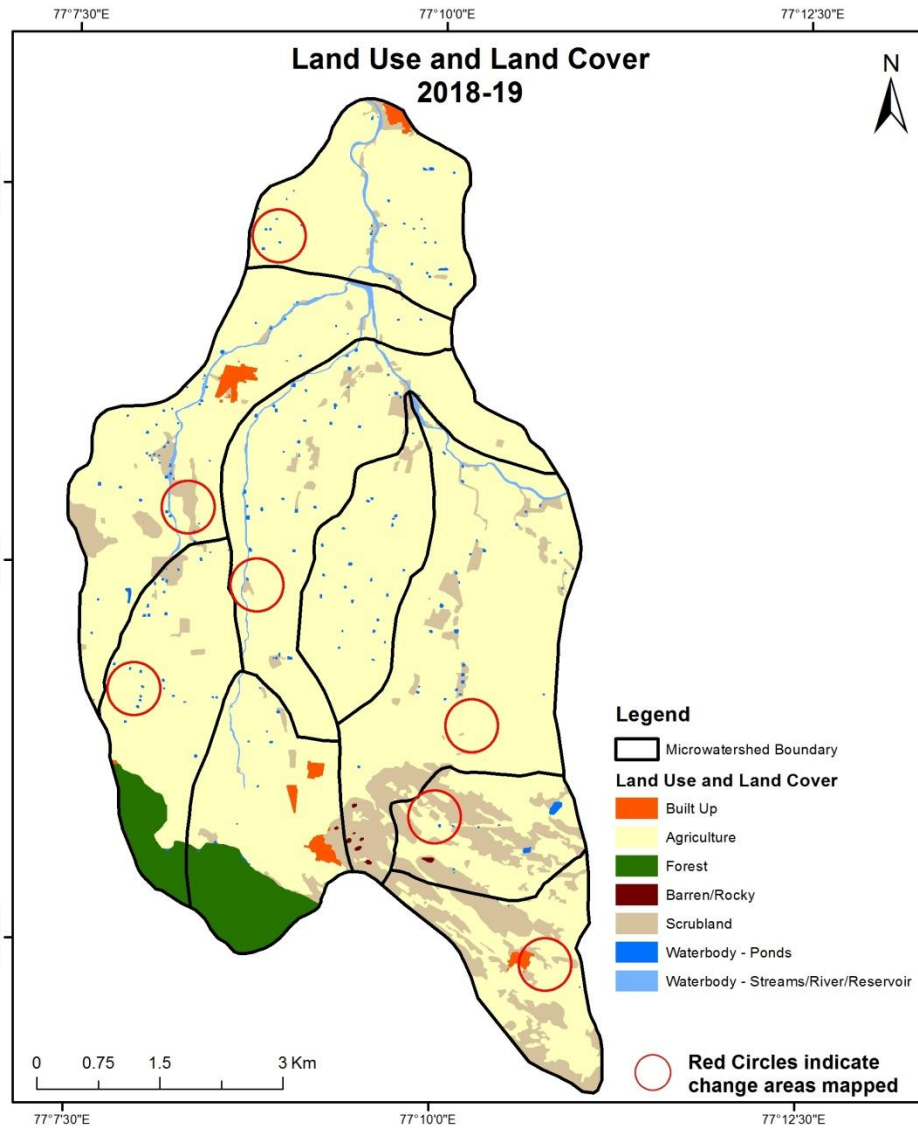 77°7'30"E 77°10'0"E 77°12'30"E
Land Use and Land Cover
2018-19
N
Legend
Microwatershed Boundary
Land Use and Land Cover
Built Up
Agriculture
Forest
Barren/Rocky
Scrubland
Waterbody - Ponds
Waterbody - Streams/River/Reservoir
Red Circles indicate
change areas mapped
0 0.75 1.5 3 Km
77°7'30"E 77°10'0"E 77°12'30"E